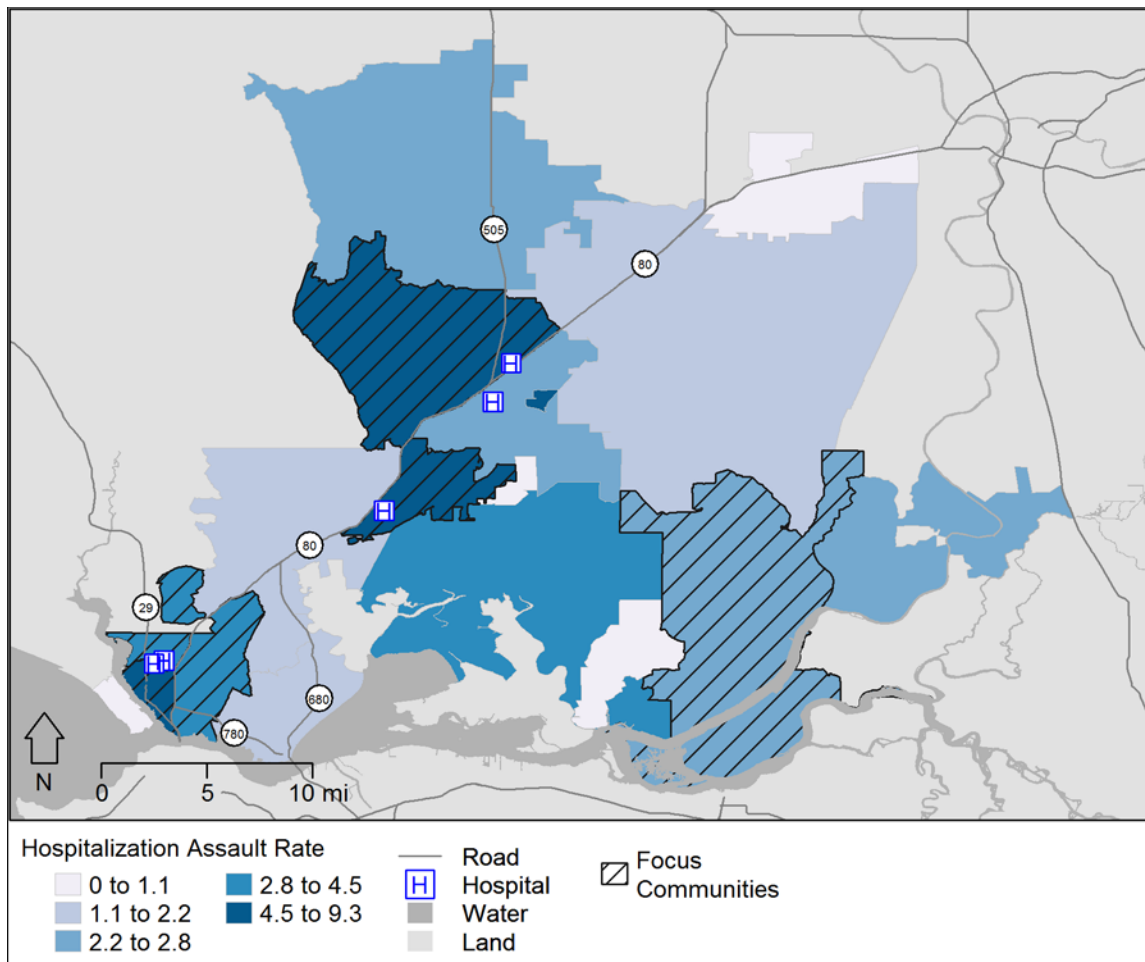 505
80
H
H
H
80
29
H H
680
780
N
0 5 10 mi
Hospitalization Assault Rate
0 to 1.1
1.1 to 2.2
2.2 to 2.8
2.8 to 4.5
4.5 to 9.3
Road
H Hospital
Water
Land
Focus
Communities